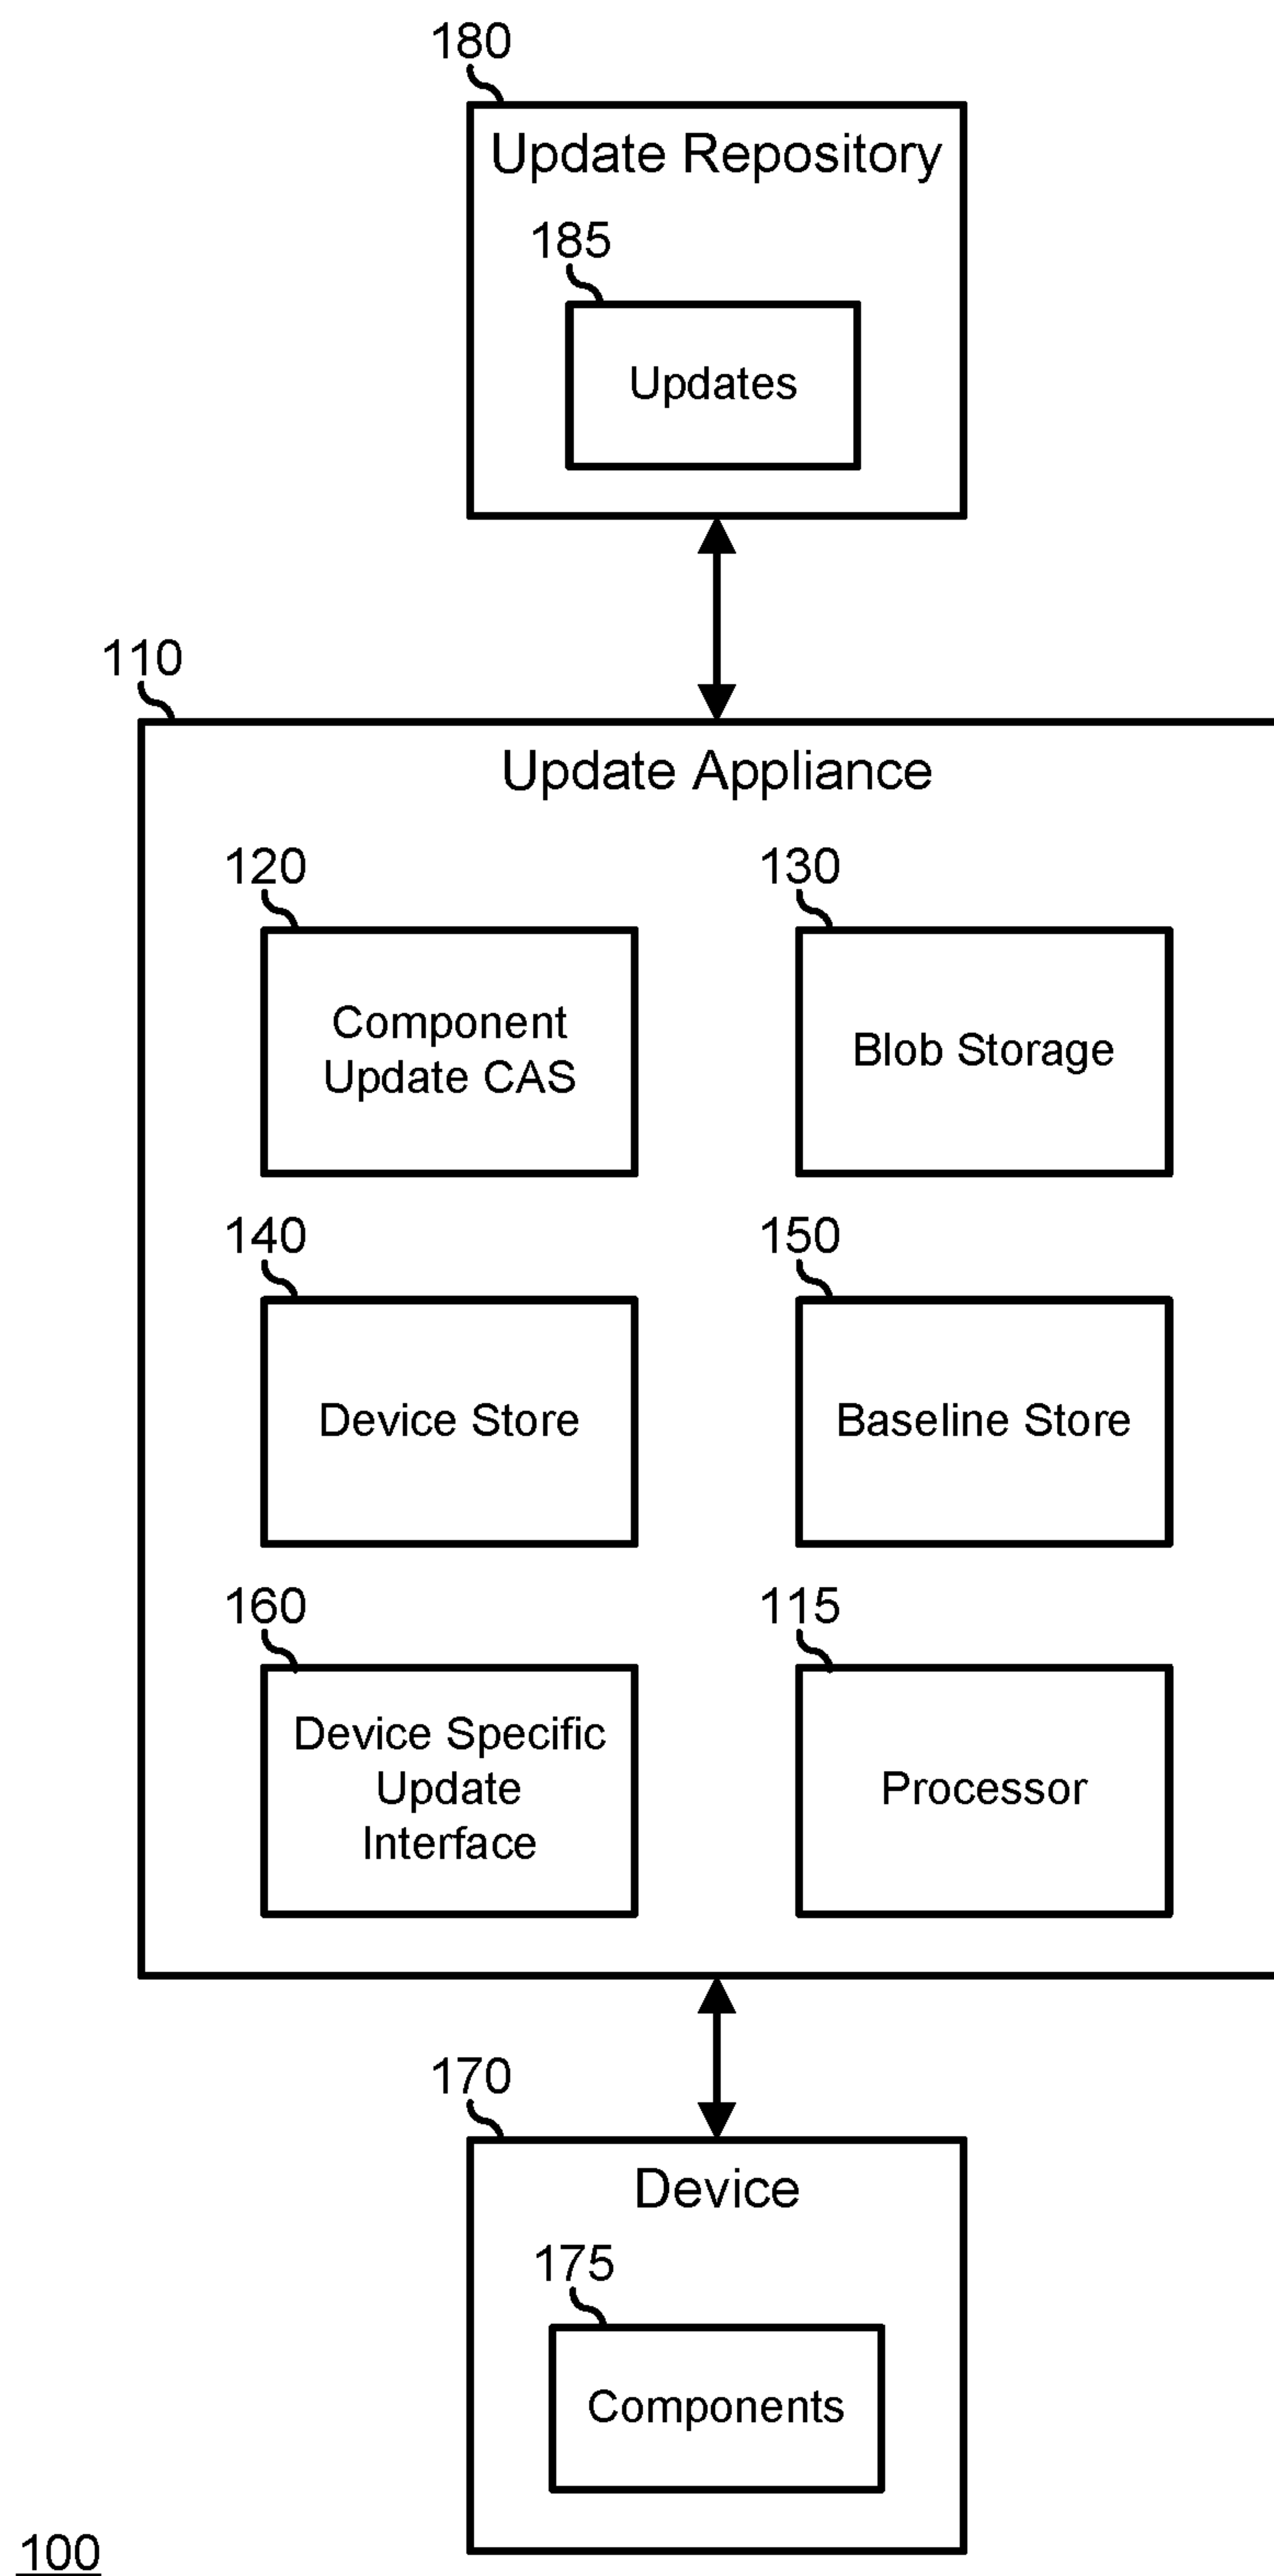 180
Update Repository
185
Updates
110
Update Appliance
120
130
Component
Update CAS
Blob Storage
140
150
Device Store
Baseline Store
160
115
Device Specific
Update
Interface
Processor
170
Device
175
Components
100